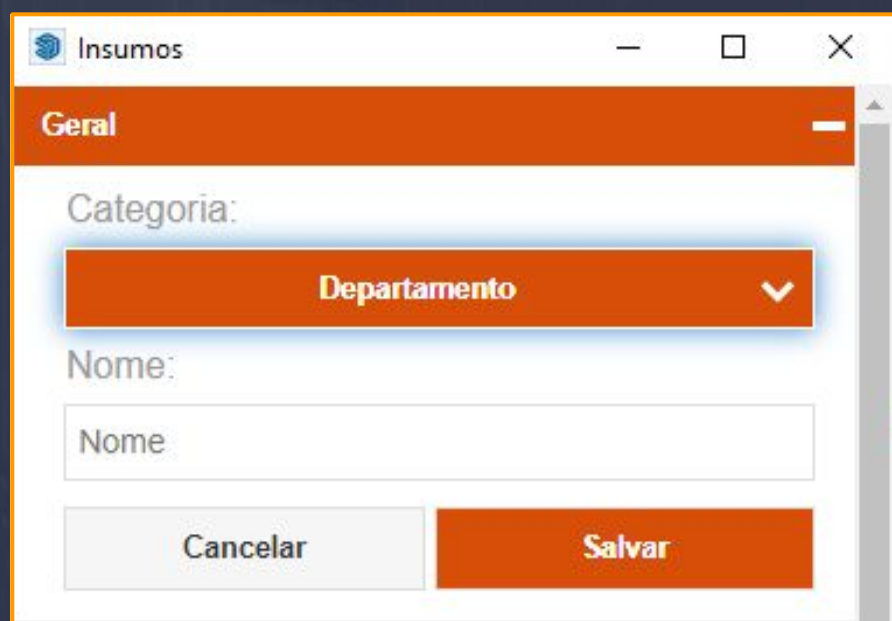 Insumos
Geral
Categoria:
Departamento
Nome:
Nome
Cancelar
Salvar